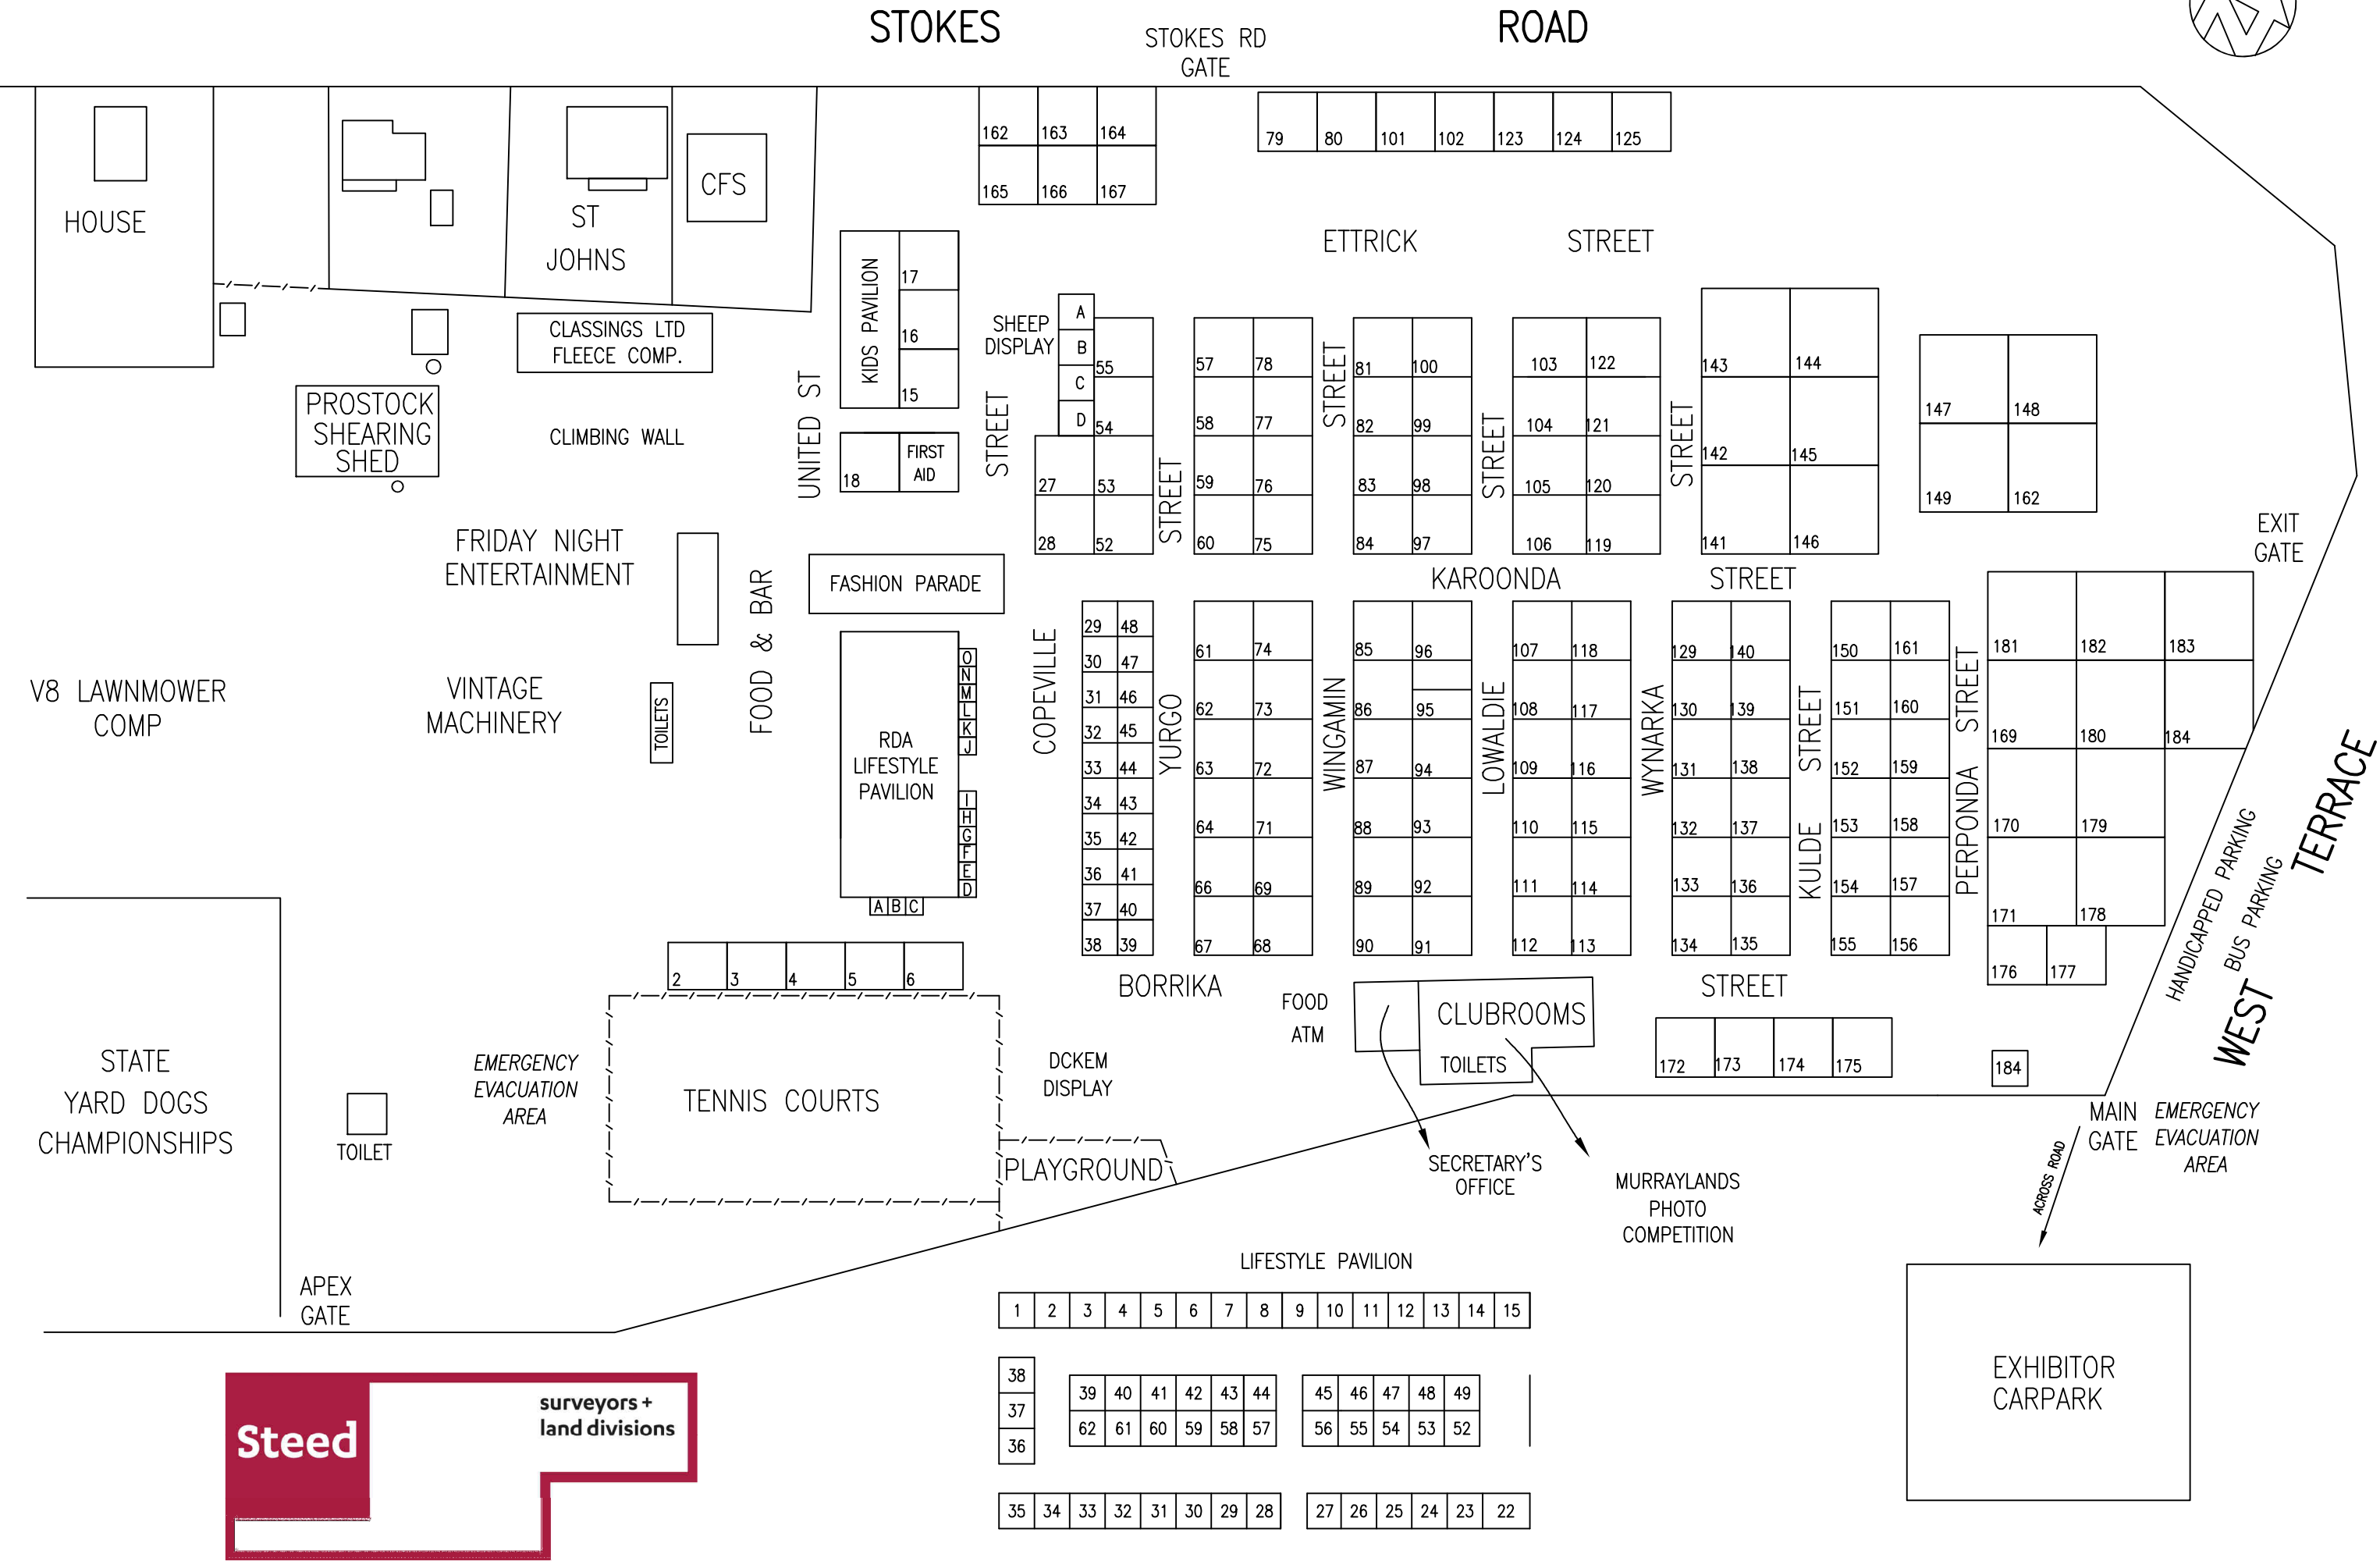 STOKES ROAD
STOKES RD
GATE
162 163 164
165 166 167
79 80 101 102 123 124 125
HOUSE
ST
JOHNS
CFS
ETTRICK STREET
CLASSINGS LTD
FLEECE COMP.
PROSTOCK
SHEARING
SHED
CLIMBING WALL
UNITED ST
KIDS PAVILION
17
16
15
18
FIRST
AID
SHEEP
DISPLAY
A
B
C
D
55
54
27 53
28 52
STREET
STREET
57 78
58 77
59 76
60 75
STREET
81 100
82 99
83 98
84 97
STREET
103 122
104 121
105 120
106 119
STREET
143 144
142 145
141 146
147 148
149 162
EXIT
GATE
FRIDAY NIGHT
ENTERTAINMENT
FOOD & BAR
FASHION PARADE
KAROONDA STREET
V8 LAWNMOWER
COMP
VINTAGE
MACHINERY
TOILETS
RDA
LIFESTYLE
PAVILION
O
N
M
L
K
J
I
H
G
F
E
D
A B C
COPEVILLE
29 48
30 47
31 46
32 45
33 44
34 43
35 42
36 41
37 40
38 39
YURGO
61 74
62 73
63 72
64 71
66 69
67 68
WINGAMIN
85 96
86 95
87 94
88 93
89 92
90 91
LOWALDIE
107 118
108 117
109 116
110 115
111 114
112 113
WYNARKA
129 140
130 139
131 138
132 137
133 136
134 135
KULDE STREET
150 161
151 160
152 159
153 158
154 157
155 156
PERPONDA STREET
181 182 183
169 180 184
170 179
171 178
176 177
HANDICAPPED PARKING
BUS PARKING
WEST TERRACE
2 3 4 5 6
BORRIKA STREET
FOOD
ATM
CLUBROOMS
TOILETS
172 173 174 175
184
STATE
YARD DOGS
CHAMPIONSHIPS
TOILET
EMERGENCY
EVACUATION
AREA
TENNIS COURTS
DCKEM
DISPLAY
PLAYGROUND
SECRETARY'S
OFFICE
MURRAYLANDS
PHOTO
COMPETITION
MAIN
GATE
EMERGENCY
EVACUATION
AREA
ACROSS ROAD
APEX
GATE
LIFESTYLE PAVILION
1 2 3 4 5 6 7 8 9 10 11 12 13 14 15
38
37
36
39 40 41 42 43 44 45 46 47 48 49
62 61 60 59 58 57 56 55 54 53 52
35 34 33 32 31 30 29 28 27 26 25 24 23 22
EXHIBITOR
CARPARK
Steed
surveyors +
land divisions